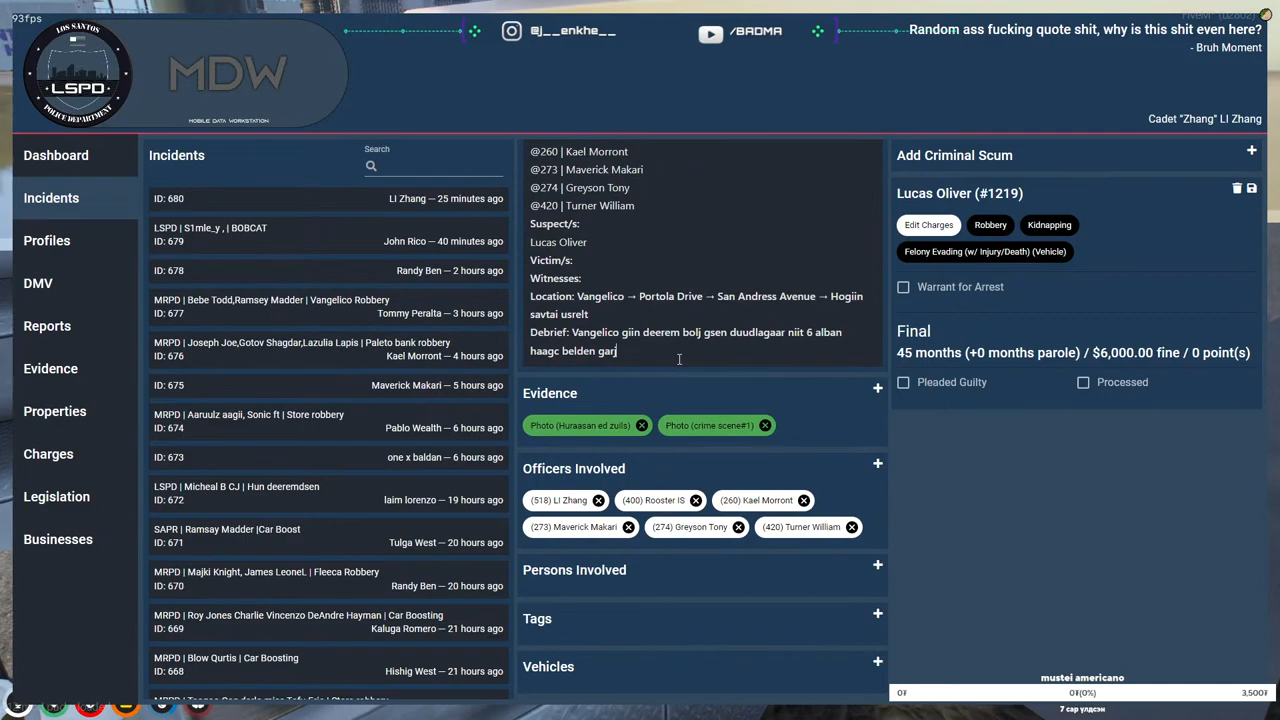 93fps
LOS SANTOS
LSPD
POLICE DEPARTMENT
MDW
MOBILE DATA WORKSTATION
@j__enkhe__
/BADMA
Random ass fucking quote shit, why is this shit even here?
- Bruh Moment
Cadet "Zhang" LI Zhang
Dashboard
Incidents
Profiles
DMV
Reports
Evidence
Properties
Charges
Legislation
Businesses
Incidents
Search
ID: 680 LI Zhang — 25 minutes ago
LSPD | S1mle_y ,'| BOBCAT
ID: 679 John Rico — 40 minutes ago
ID: 678 Randy Ben — 2 hours ago
MRPD | Bebe Todd,Ramsey Madder | Vangelico Robbery
ID: 677 Tommy Peralta — 3 hours ago
MRPD | Joseph Joe,Gotov Shagdar,Lazulia Lapis | Paleto bank robbery
ID: 676 Kael Morront — 4 hours ago
ID: 675 Maverick Makari — 5 hours ago
MRPD | Aaruulz aagii, Sonic ft | Store robbery
ID: 674 Pablo Wealth — 6 hours ago
ID: 673 one x baldan — 6 hours ago
LSPD | Micheal B CJ | Hun deeremdsen
ID: 672 laim lorenzo — 19 hours ago
SAPR | Ramsay Madder |Car Boost
ID: 671 Tulga West — 20 hours ago
MRPD | Majki Knight, James LeoneL | Fleeca Robbery
ID: 670 Randy Ben — 20 hours ago
MRPD | Roy Jones Charlie Vincenzo DeAndre Hayman | Car Boosting
ID: 669 Kaluga Romero — 21 hours ago
MRPD | Blow Qurtis | Car Boosting
ID: 668 Hishig West — 21 hours ago
@260 | Kael Morront
@273 | Maverick Makari
@274 | Greyson Tony
@420 | Turner William
Suspect/s:
Lucas Oliver
Victim/s:
Witnesses:
Location: Vangelico → Portola Drive → San Andress Avenue → Hogiin
savtai usrelt
Debrief: Vangelico giin deerem bolj gsen duudlagaar niit 6 alban
haagc belden garj
Evidence
Photo (Huraasan ed zuils)
Photo (crime scene#1)
Officers Involved
(518) LI Zhang
(400) Rooster IS
(260) Kael Morront
(273) Maverick Makari
(274) Greyson Tony
(420) Turner William
Persons Involved
Tags
Vehicles
Add Criminal Scum
Lucas Oliver (#1219)
Edit Charges
Robbery
Kidnapping
Felony Evading (w/ Injury/Death) (Vehicle)
Warrant for Arrest
Final
45 months (+0 months parole) / $6,000.00 fine / 0 point(s)
Pleaded Guilty
Processed
mustei americano
0₮ 0₮(0%) 3,500₮
7 сар үлдсэн